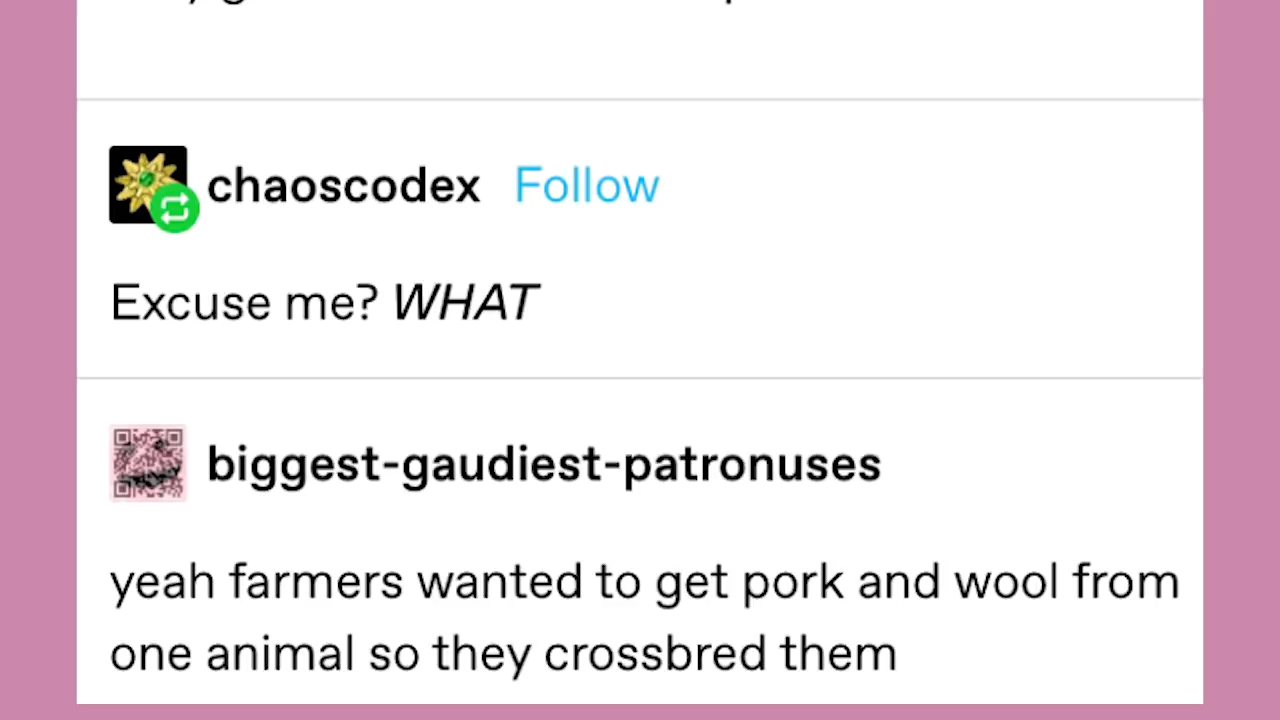 chaoscodex Follow
Excuse me? WHAT
biggest-gaudiest-patronuses
yeah farmers wanted to get pork and wool from
one animal so they crossbred them